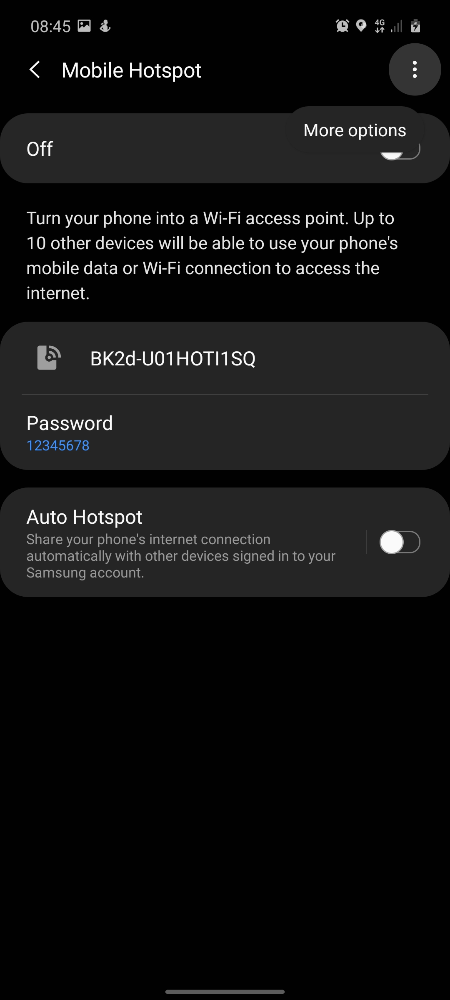 08:45
4G
Mobile Hotspot
More options
Off
Turn your phone into a Wi-Fi access point. Up to
10 other devices will be able to use your phone's
mobile data or Wi-Fi connection to access the
internet.
BK2d-U01HOTI1SQ
Password
12345678
Auto Hotspot
Share your phone's internet connection
automatically with other devices signed in to your
Samsung account.